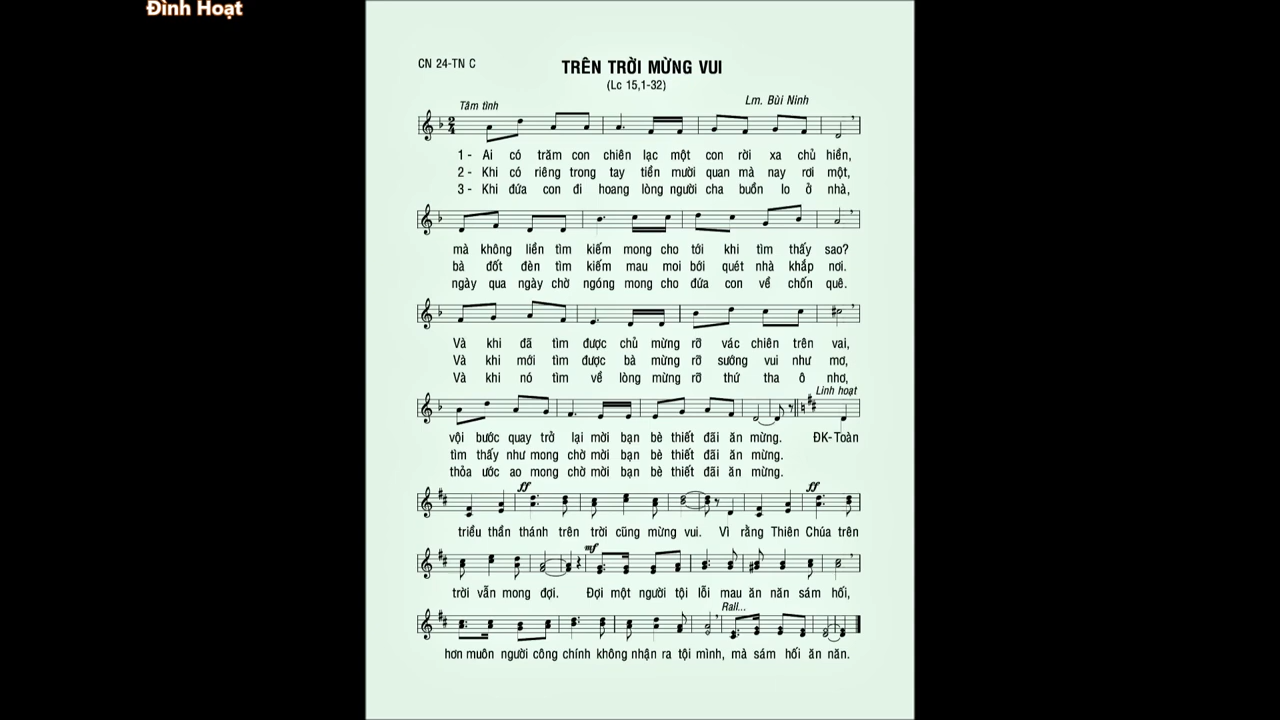 Đình Hoạt
CN 24-TN C
TRÊN TRỜI MỪNG VUI
(Lc 15,1-32)
Lm. Bùi Ninh
Tâm tình
1- Ai có trăm con chiên lạc một con rời xa chủ hiền,
2- Khi có riêng trong tay tiền mười quan mà nay rơi một,
3- Khi đứa con đi hoang lòng người cha buồn lo ở nhà,
mà không liền tìm kiếm mong cho tới khi tìm thấy sao?
bà đốt đèn tìm kiếm mau moi bới quét nhà khắp nơi.
ngày qua ngày chờ ngóng mong cho đứa con về chốn quê.
Và khi đã tìm được chủ mừng rỡ vác chiên trên vai,
Và khi mới tìm được bà mừng rỡ sướng vui như mơ,
Và khi nó tìm về lòng mừng rỡ thứ tha ô nhơ,
Linh hoạt
vội bước quay trở lại mời bạn bè thiết đãi ăn mừng. ĐK-Toàn
tìm thấy như mong chờ mời bạn bè thiết đãi ăn mừng.
thỏa ước ao mong chờ mời bạn bè thiết đãi ăn mừng.
ff ff
triều thần thánh trên trời cũng mừng vui. Vì rằng Thiên Chúa trên
mf
trời vẫn mong đợi. Đợi một người tội lỗi mau ăn năn sám hối,
Rall...
hơn muôn người công chính không nhận ra tội mình, mà sám hối ăn năn.